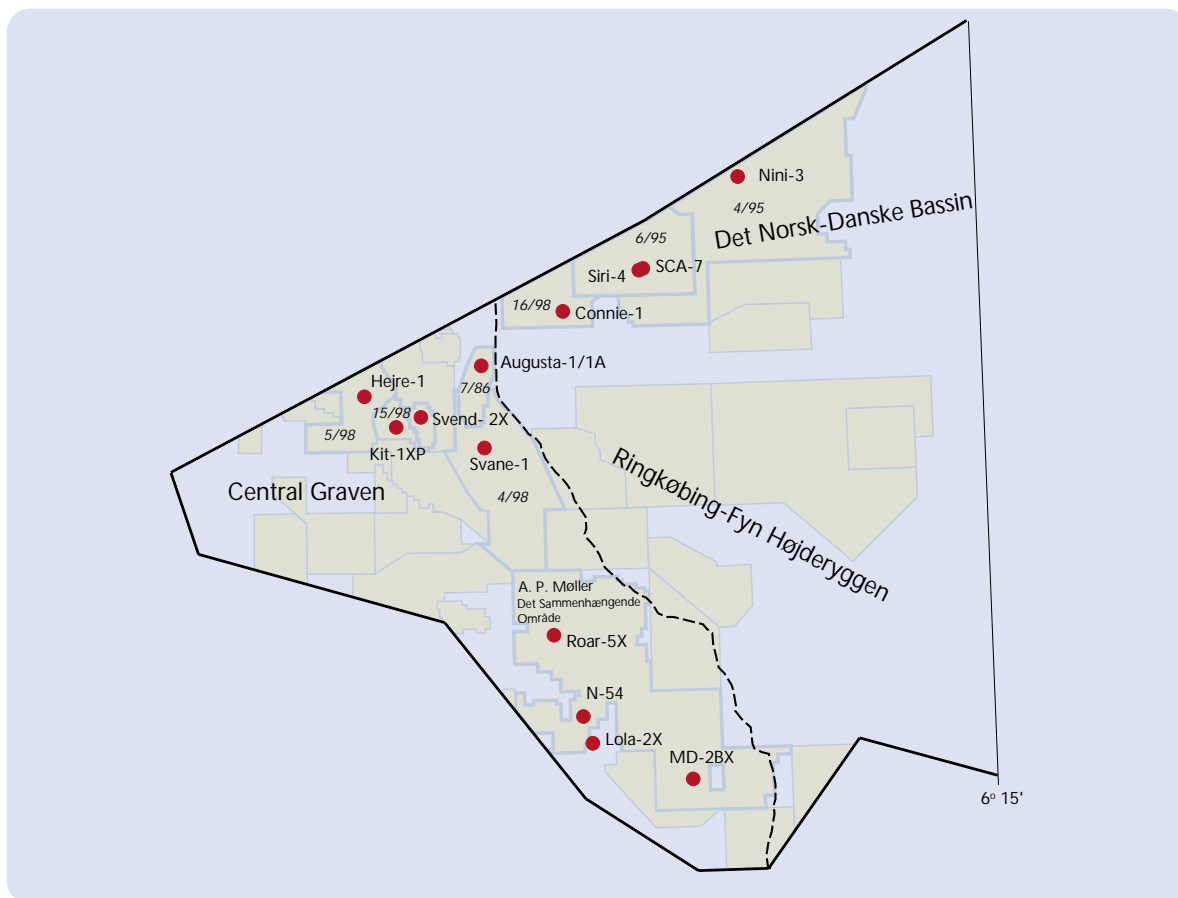 Nini-3
4/95
Det Norsk-Danske Bassin
6/95
SCA-7
Siri-4
16/98
Connie-1
Augusta-1/1A
Hejre-1
7/86
15/98
Svend- 2X
5/98
Kit-1XP
Svane-1
Ringkøbing-Fyn Højderyggen
Central Graven
4/98
A. P. Møller
Det Sammenhængende
Område
Roar-5X
N-54
Lola-2X
MD-2BX
6º 15'